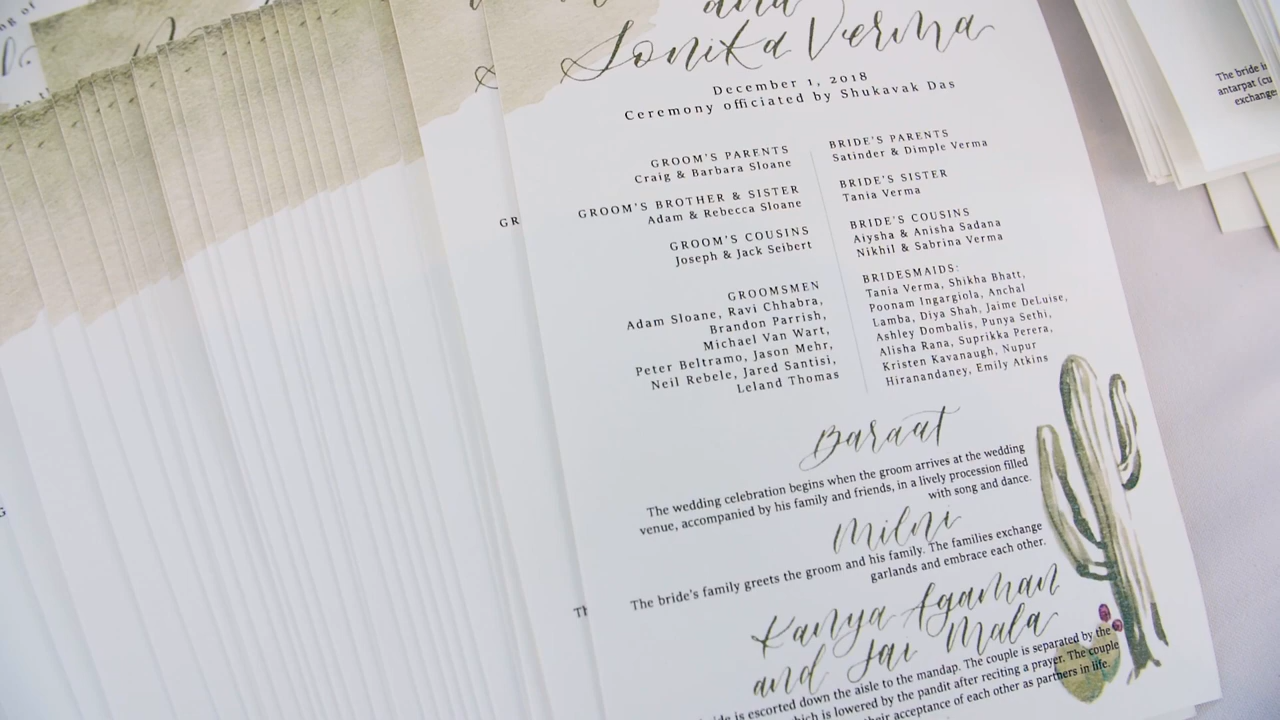 and
Sonika Verma
December 1, 2018
Ceremony officiated by Shukavak Das
GROOM'S PARENTS
Craig & Barbara Sloane
GROOM'S BROTHER & SISTER
Adam & Rebecca Sloane
GROOM'S COUSINS
Joseph & Jack Seibert
GROOMSMEN
Adam Sloane, Ravi Chhabra,
Brandon Parrish,
Michael Van Wart,
Peter Beltramo, Jason Mehr,
Neil Rebele, Jared Santisi,
Leland Thomas
BRIDE'S PARENTS
Satinder & Dimple Verma
BRIDE'S SISTER
Tania Verma
BRIDE'S COUSINS
Aiysha & Anisha Sadana
Nikhil & Sabrina Verma
BRIDESMAIDS:
Tania Verma, Shikha Bhatt,
Poonam Ingargiola, Anchal
Lamba, Diya Shah, Jaime DeLuise,
Ashley Dombalis, Punya Sethi,
Alisha Rana, Suprikka Perera,
Kristen Kavanaugh, Nupur
Hiranandaney, Emily Atkins
Baraat
The wedding celebration begins when the groom arrives at the wedding
venue, accompanied by his family and friends, in a lively procession filled
with song and dance.
Milni
The bride's family greets the groom and his family. The families exchange
garlands and embrace each other.
Kanya Agaman
and Jai Mala
is escorted down the aisle to the mandap. The couple is separated by the
which is lowered by the pandit after reciting a prayer. The couple
their acceptance of each other as partners in life.
The bride
antarpat
exchange